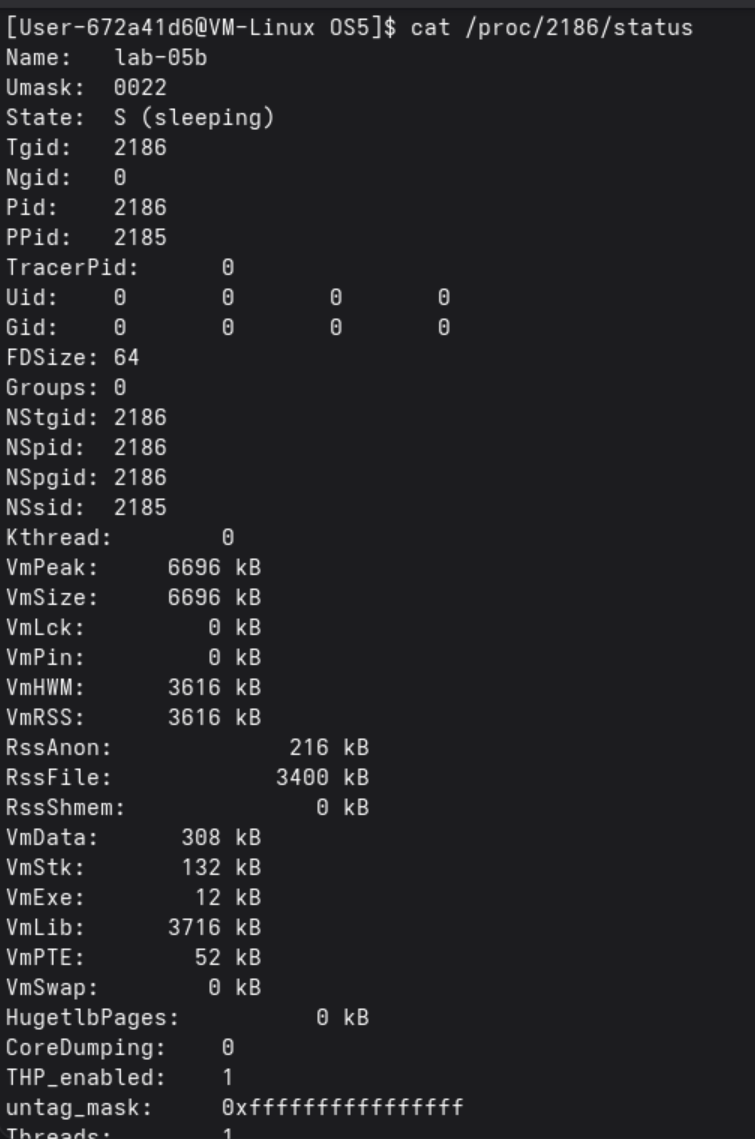 [User-672a41d6@VM-Linux OS5]$ cat /proc/2186/status
Name:   lab-05b
Umask:  0022
State:  S (sleeping)
Tgid:   2186
Ngid:   0
Pid:    2186
PPid:   2185
TracerPid:      0
Uid:    0       0       0       0
Gid:    0       0       0       0
FDSize: 64
Groups: 0
NStgid: 2186
NSpid:  2186
NSpgid: 2186
NSsid:  2185
Kthread:        0
VmPeak:     6696 kB
VmSize:     6696 kB
VmLck:         0 kB
VmPin:         0 kB
VmHWM:      3616 kB
VmRSS:      3616 kB
RssAnon:             216 kB
RssFile:            3400 kB
RssShmem:              0 kB
VmData:      308 kB
VmStk:       132 kB
VmExe:        12 kB
VmLib:      3716 kB
VmPTE:        52 kB
VmSwap:        0 kB
HugetlbPages:          0 kB
CoreDumping:    0
THP_enabled:    1
untag_mask:     0xffffffffffffffff
Threads:        1